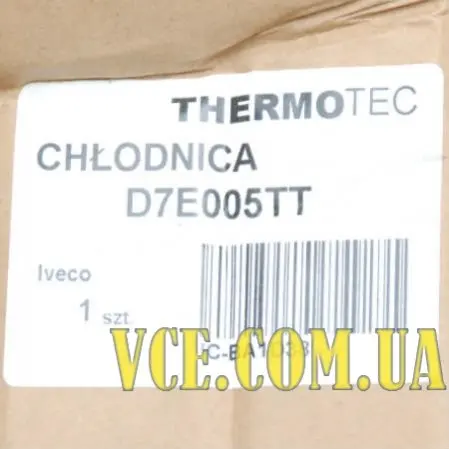 THERMOTEC
CHŁODNICA
D7E005TT
Iveco
1 szt.
VCE.COM.UA